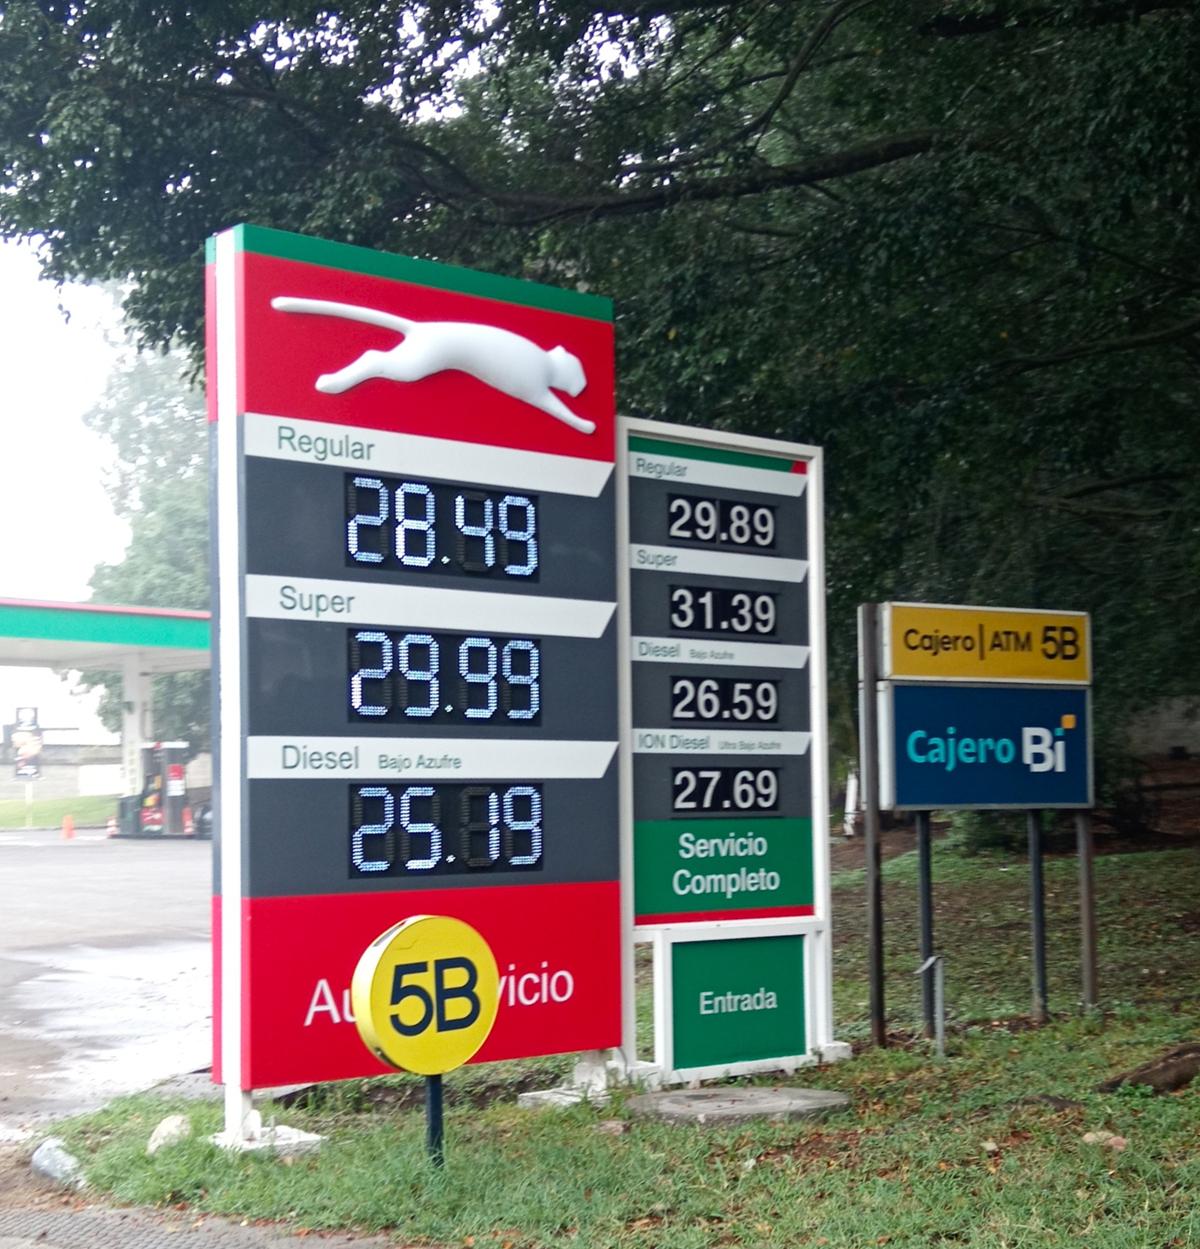 Regular
28.49
Super
29.99
Diesel Bajo Azufre
25.19
5B
Regular
29.89
Super
31.39
Diesel Bajo Azufre
26.59
ION Diesel Ultra Bajo Azufre
27.69
Servicio
Completo
Entrada
Cajero | ATM 5B
Cajero Bi